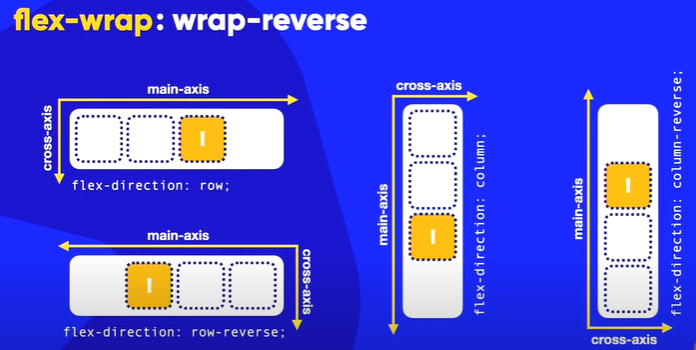 flex-wrap: wrap-reverse
main-axis
cross-axis
!
flex-direction: row;
main-axis
cross-axis
!
flex-direction: row-reverse;
cross-axis
main-axis
!
flex-direction: column;
main-axis
!
cross-axis
flex-direction: column-reverse;